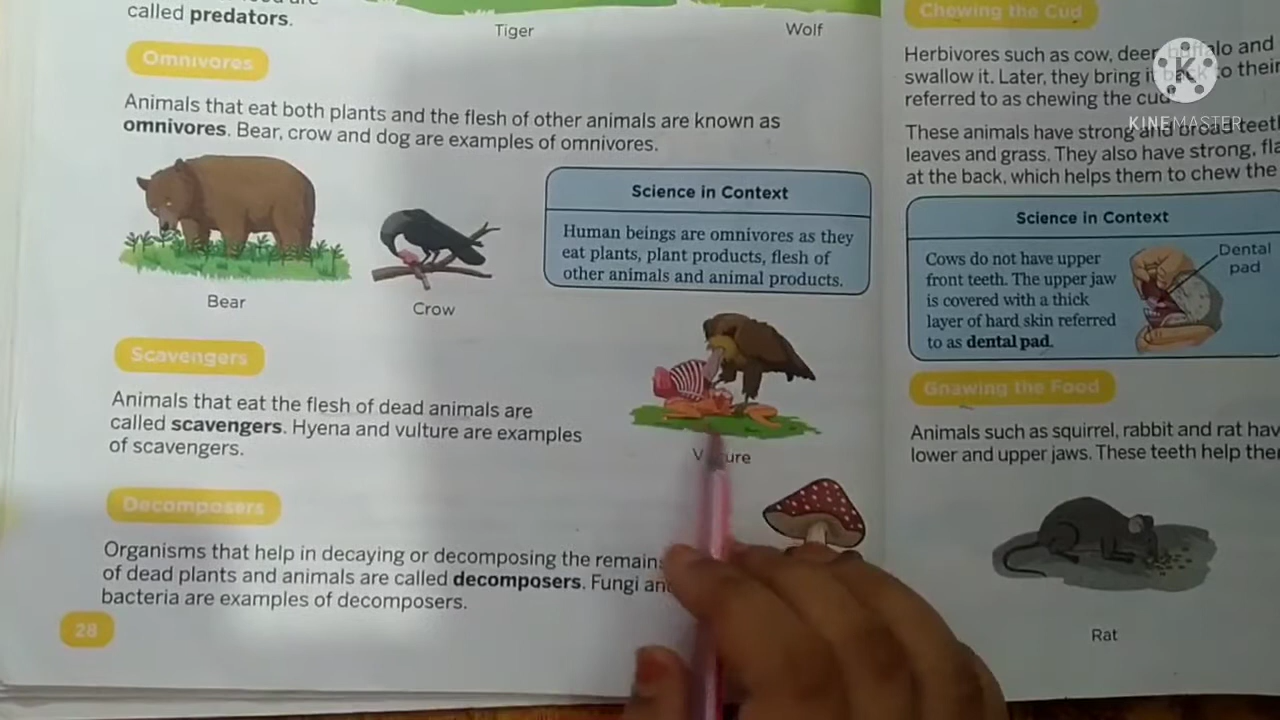 called predators.
Tiger
Wolf
Omnivores
Animals that eat both plants and the flesh of other animals are known as
omnivores. Bear, crow and dog are examples of omnivores.
Bear
Crow
Science in Context
Human beings are omnivores as they
eat plants, plant products, flesh of
other animals and animal products.
Scavengers
Animals that eat the flesh of dead animals are
called scavengers. Hyena and vulture are examples
of scavengers.
Decomposers
Organisms that help in decaying or decomposing the
of dead plants and animals are called decomposers. Fungi
bacteria are examples of decomposers.
28
Chewing the Cud
Herbivores such as cow, deer, and
swallow it. Later, they bring it back to their
referred to as chewing the cud
These animals have strong and broad teeth
leaves and grass. They also have strong,
at the back, which helps them to chew the
Science in Context
Cows do not have upper
front teeth. The upper jaw
is covered with a thick
layer of hard skin referred
to as dental pad.
Dental
pad
Gnawing the Food
Animals such as squirrel, rabbit and rat
lower and upper jaws. These teeth help
Rat
K
KINEMASTER